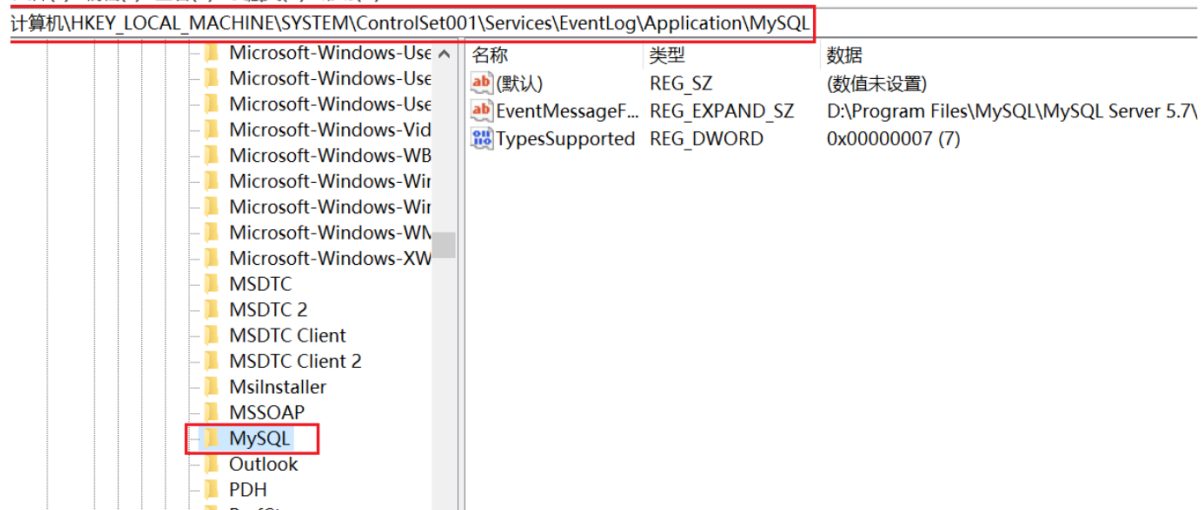 计算机\HKEY_LOCAL_MACHINE\SYSTEM\ControlSet001\Services\EventLog\Application\MySQL
Microsoft-Windows-Use
Microsoft-Windows-Use
Microsoft-Windows-Use
Microsoft-Windows-Vid
Microsoft-Windows-WB
Microsoft-Windows-Wir
Microsoft-Windows-Wir
Microsoft-Windows-WM
Microsoft-Windows-XW
MSDTC
MSDTC 2
MSDTC Client
MSDTC Client 2
MsiInstaller
MSSOAP
MySQL
Outlook
PDH
名称 类型 数据
(默认) REG_SZ (数值未设置)
EventMessageF... REG_EXPAND_SZ D:\Program Files\MySQL\MySQL Server 5.7\
TypesSupported REG_DWORD 0x00000007 (7)